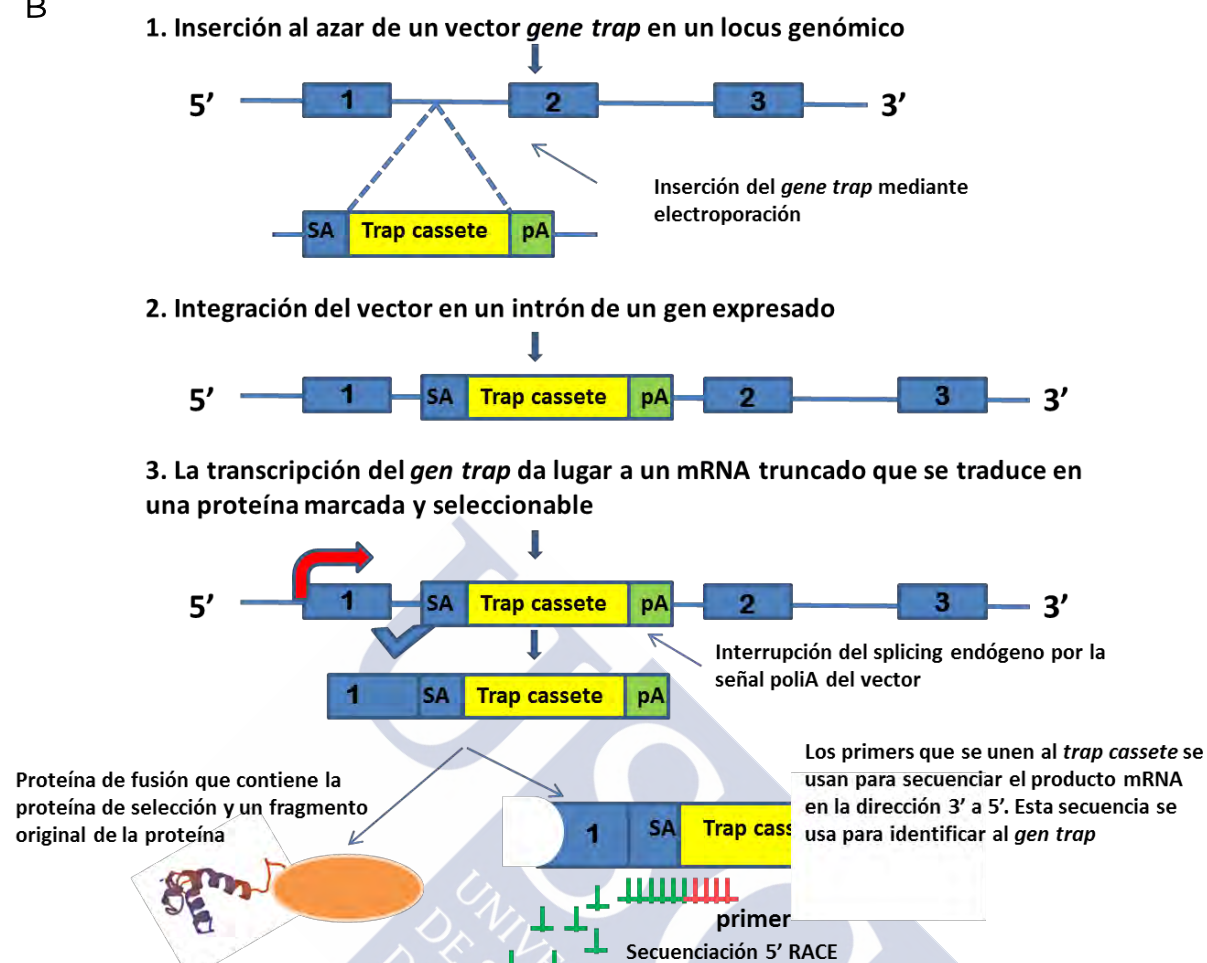 B
1. Inserción al azar de un vector gene trap en un locus genómico
5’ 1 2 3 3’
Inserción del gene trap mediante
electroporación
SA Trap cassete pA
2. Integración del vector en un intrón de un gen expresado
5’ 1 SA Trap cassete pA 2 3 3’
3. La transcripción del gen trap da lugar a un mRNA truncado que se traduce en
una proteína marcada y seleccionable
5’ 1 SA Trap cassete pA 2 3 3’
Interrupción del splicing endógeno por la
señal poliA del vector
1 SA Trap cassete pA
Los primers que se unen al trap cassete se
usan para secuenciar el producto mRNA
en la dirección 3’ a 5’. Esta secuencia se
usa para identificar al gen trap
Proteína de fusión que contiene la
proteína de selección y un fragmento
original de la proteína
1 SA Trap cass
primer
Secuenciación 5’ RACE
USC
UNIVE
DE